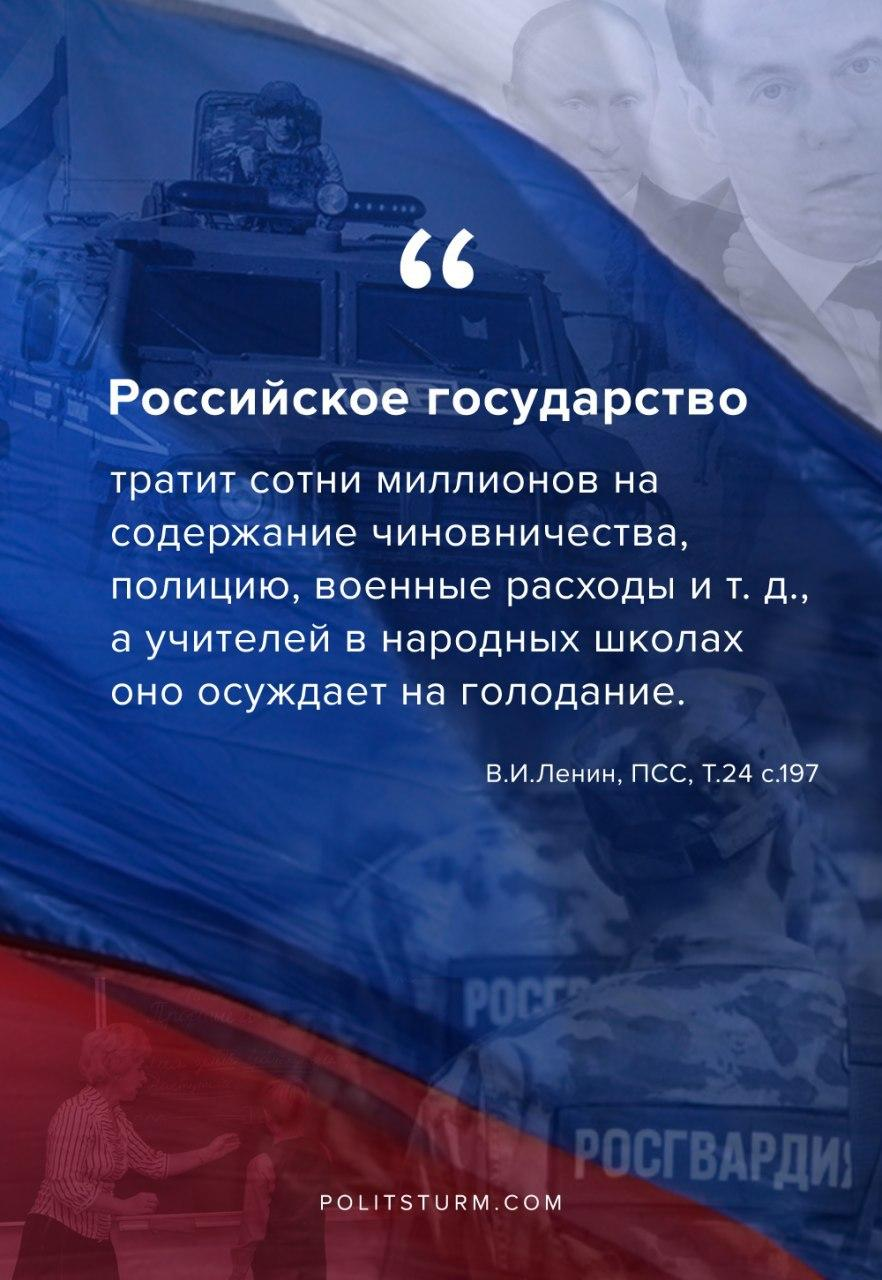 “
Российское государство
тратит сотни миллионов на
содержание чиновничества,
полицию, военные расходы и т. д.,
а учителей в народных школах
оно осуждает на голодание.
В.И.Ленин, ПСС, Т.24 с.197
РОСГВАРДИ
POLITSTURM.COM